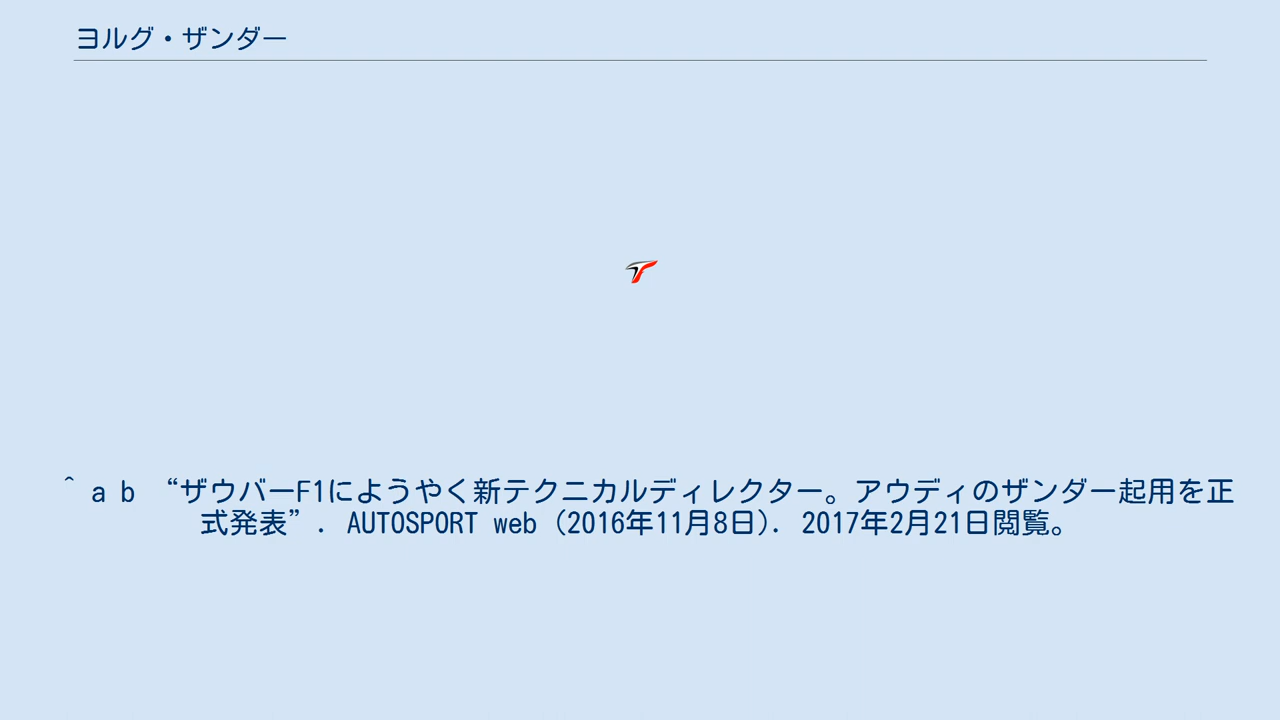 ヨルグ・ザンダー
^ a b “ザウバーF1にようやく新テクニカルディレクター。アウディのザンダー起用を正
式発表”. AUTOSPORT web (2016年11月8日). 2017年2月21日閲覧。